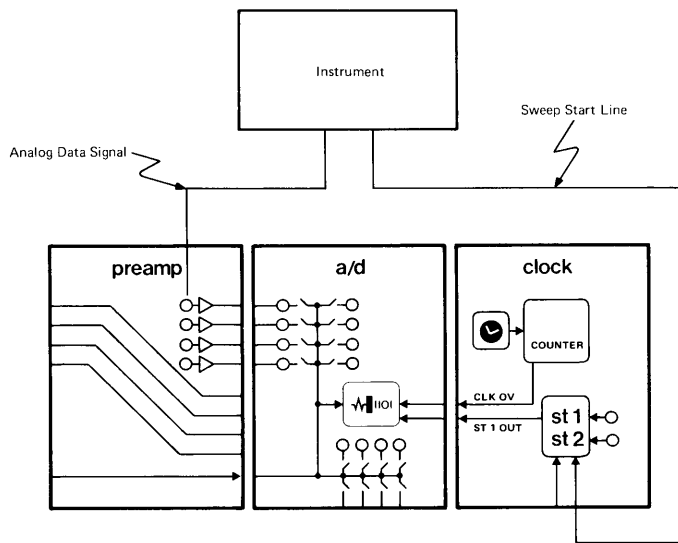 Instrument
Sweep Start Line
Analog Data Signal
preamp
a/d
clock
COUNTER
CLK OV
1101
ST 1 OUT
st 1
st 2